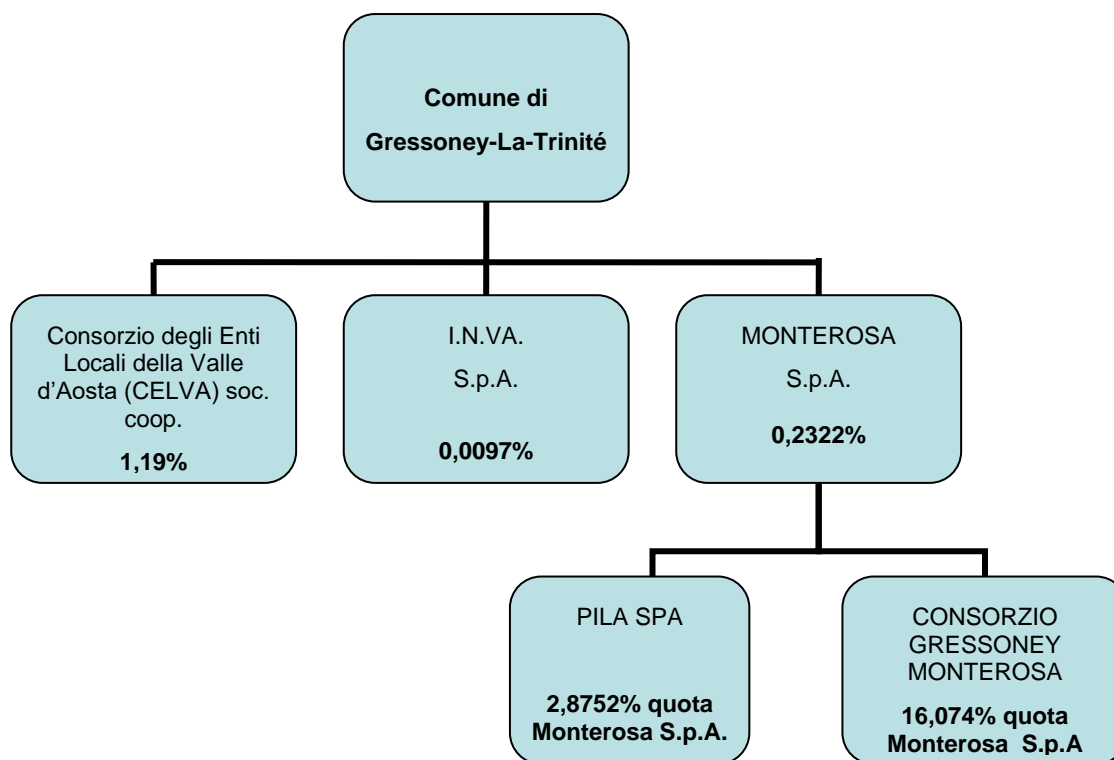 Comune di
Gressoney-La-Trinité
Consorzio degli Enti
Locali della Valle
d'Aosta (CELVA) soc.
coop.
1,19%
I.N.VA.
S.p.A.
0,0097%
MONTEROSA
S.p.A.
0,2322%
PILA SPA
2,8752% quota
Monterosa S.p.A.
CONSORZIO
GRESSONEY
MONTEROSA
16,074% quota
Monterosa S.p.A